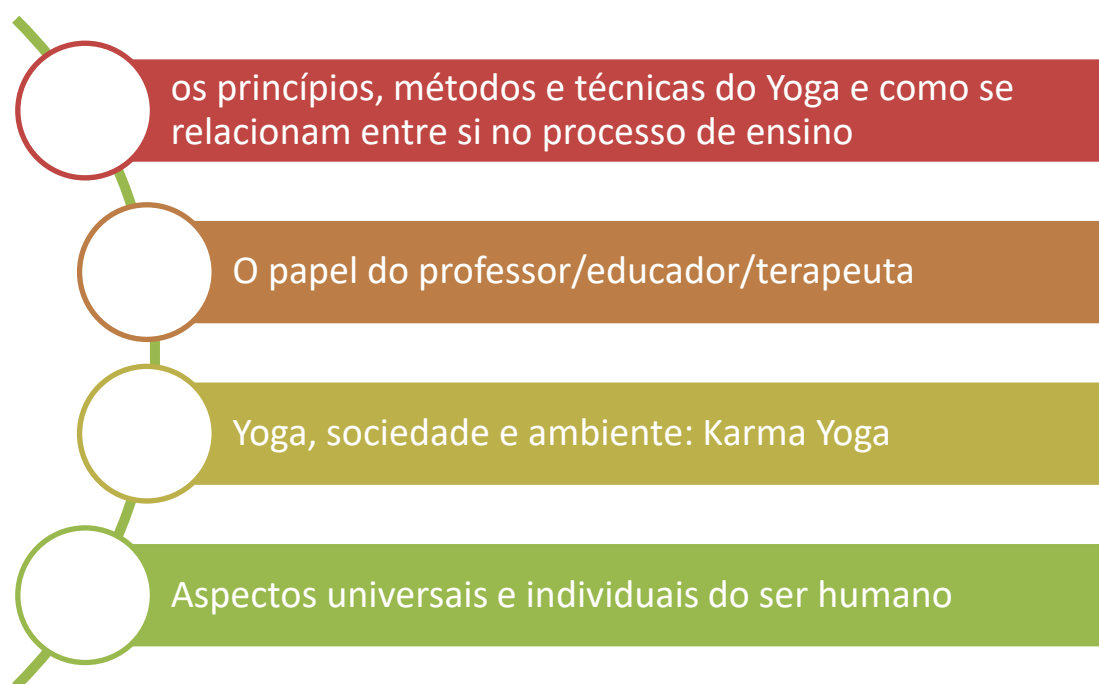 os princípios, métodos e técnicas do Yoga e como se
relacionam entre si no processo de ensino
O papel do professor/educador/terapeuta
Yoga, sociedade e ambiente: Karma Yoga
Aspectos universais e individuais do ser humano